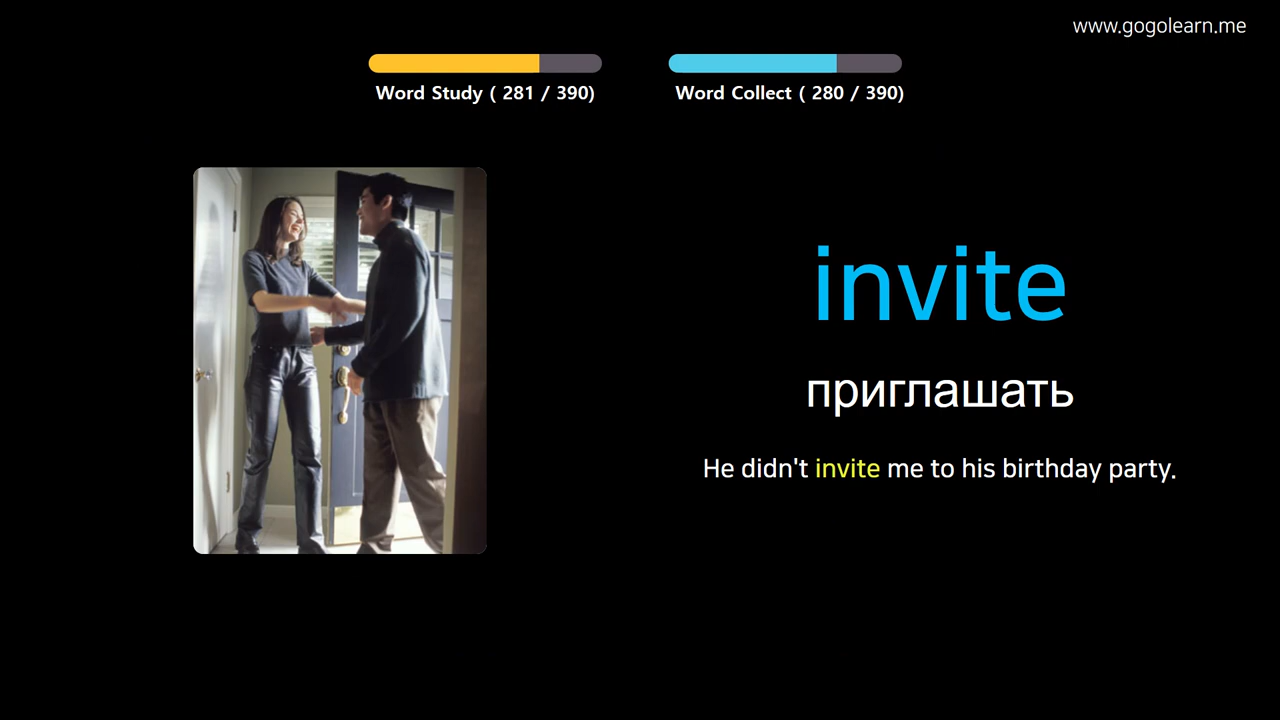 www.gogolearn.me
Word Study ( 281 / 390)
Word Collect ( 280 / 390)
invite
приглашать
He didn't invite me to his birthday party.